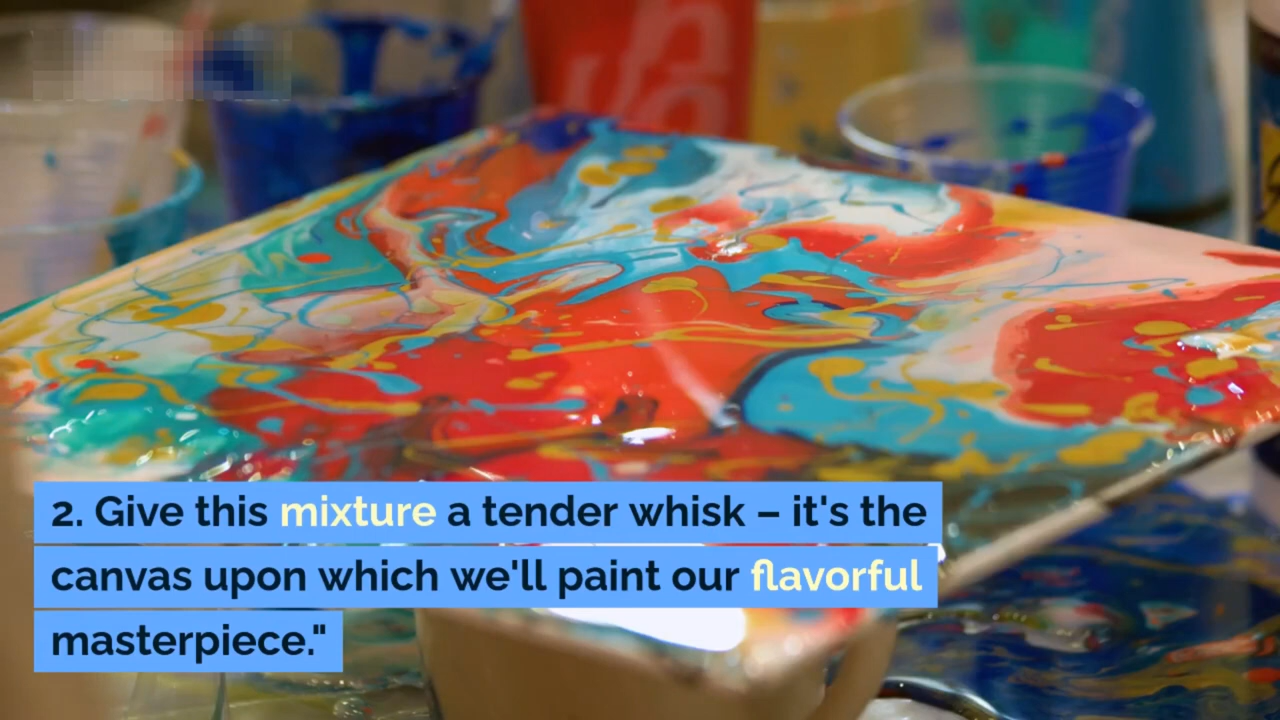 2. Give this mixture a tender whisk – it's the
canvas upon which we'll paint our flavorful
masterpiece."